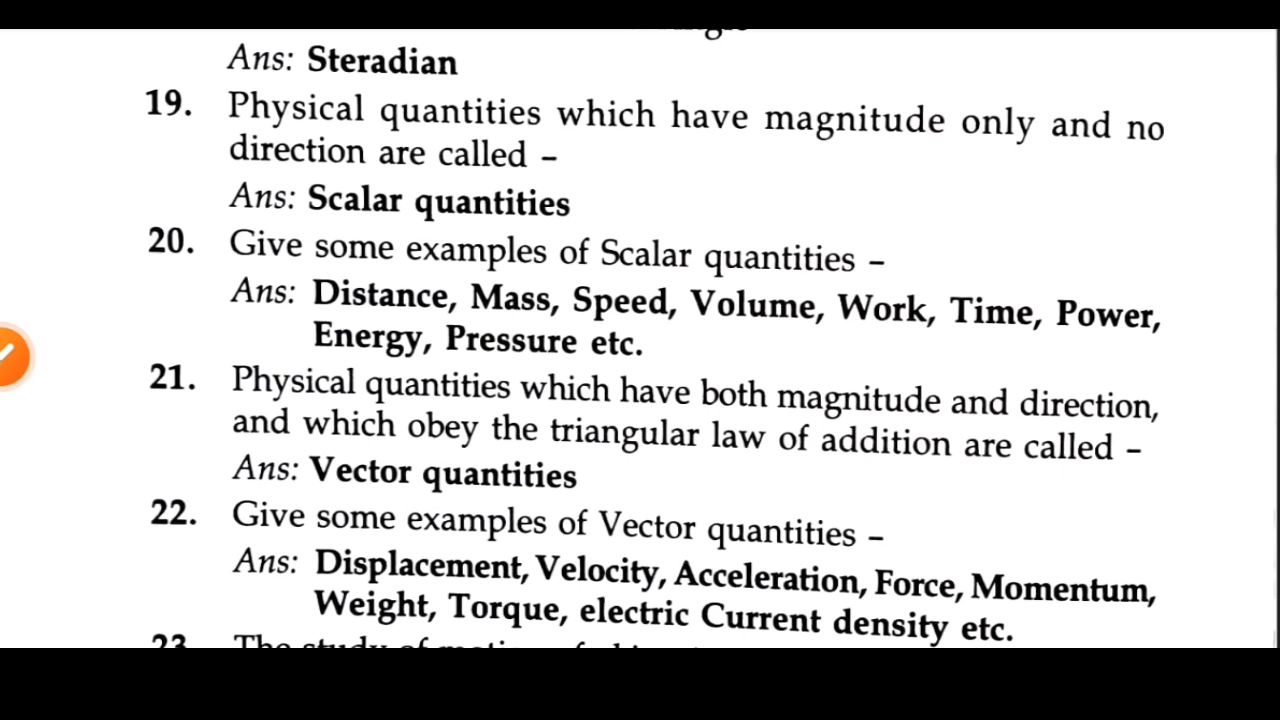 Ans: Steradian
19. Physical quantities which have magnitude only and no
direction are called –
Ans: Scalar quantities
20. Give some examples of Scalar quantities –
Ans: Distance, Mass, Speed, Volume, Work, Time, Power,
Energy, Pressure etc.
21. Physical quantities which have both magnitude and direction,
and which obey the triangular law of addition are called –
Ans: Vector quantities
22. Give some examples of Vector quantities –
Ans: Displacement, Velocity, Acceleration, Force, Momentum,
Weight, Torque, electric Current density etc.
23. The study of